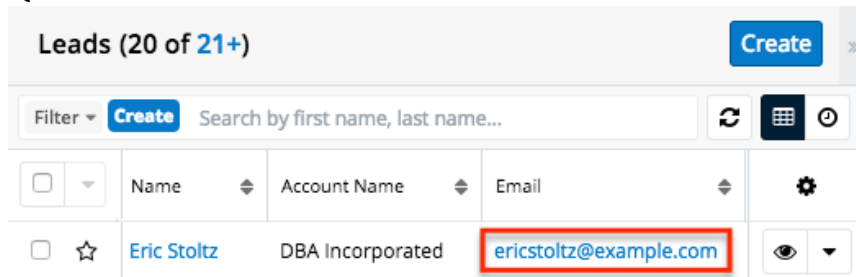 Leads (20 of 21+) Create
Filter Create Search by first name, last name...
Name Account Name Email
Eric Stoltz DBA Incorporated ericstoltz@example.com